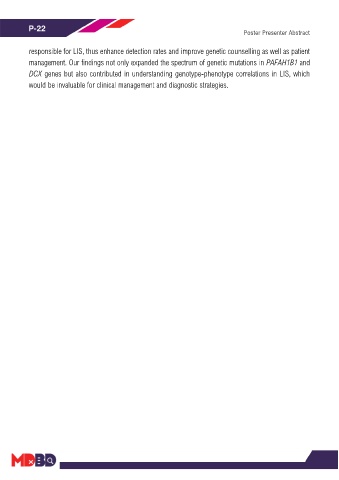 P-22
Poster Presenter Abstract
responsible for LIS, thus enhance detection rates and improve genetic counselling as well as patient
management. Our findings not only expanded the spectrum of genetic mutations in PAFAH1B1 and
DCX genes but also contributed in understanding genotype-phenotype correlations in LIS, which
would be invaluable for clinical management and diagnostic strategies.